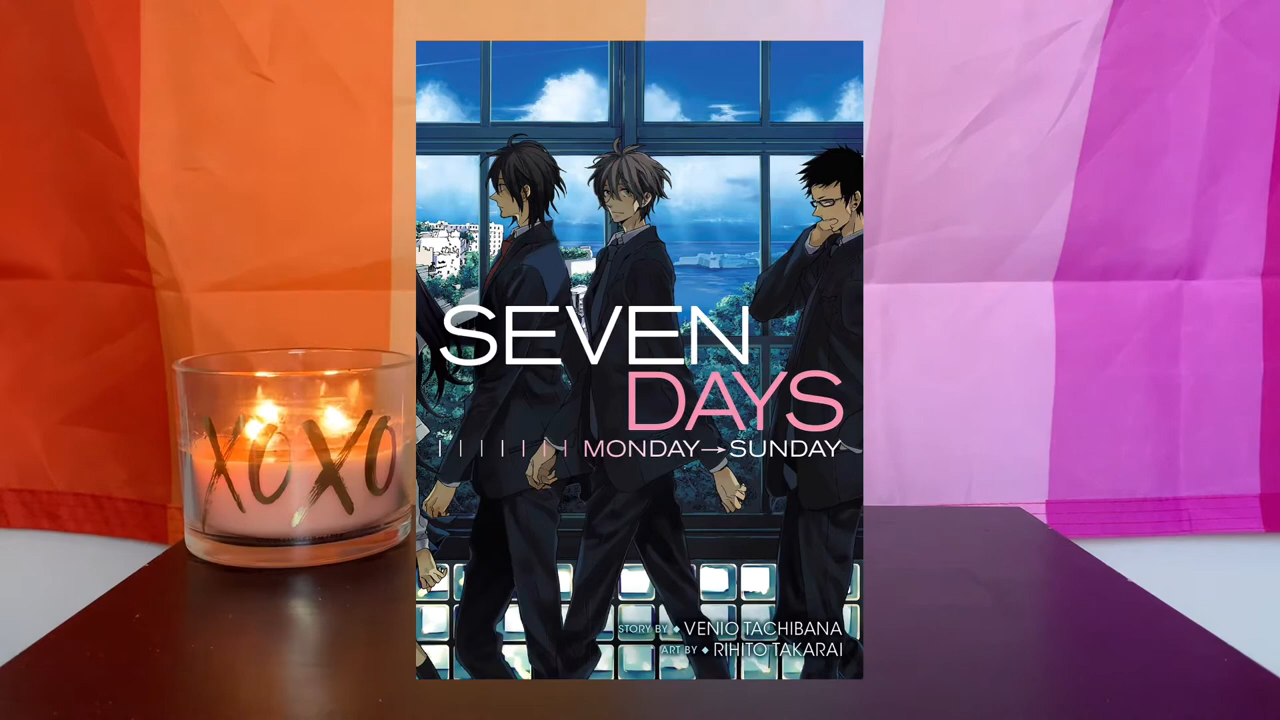 XOXO
SEVEN
DAYS
MONDAY→SUNDAY
STORY BY ◆ VENIO TACHIBANA
ART BY ◆ RIHITO TAKARAI